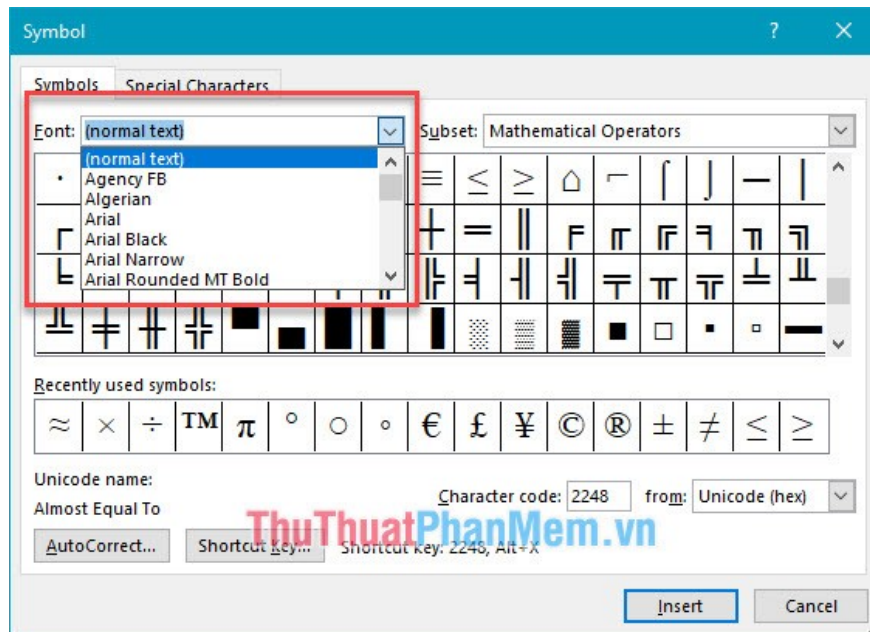 Symbol
Symbols Special Characters
Font: (normal text) Subset: Mathematical Operators
(normal text)
Agency FB
Algerian
Arial
Arial Black
Arial Narrow
Arial Rounded MT Bold
Recently used symbols:
≈ × ÷ TM π ° ○ ∘ € £ ¥ © ® ± ≠ ≤ ≥
Unicode name:
Almost Equal To
Character code: 2248 from: Unicode (hex)
ThuThuatPhanMem.vn
AutoCorrect... Shortcut Key... Shortcut key: 2248, Alt+X
Insert Cancel